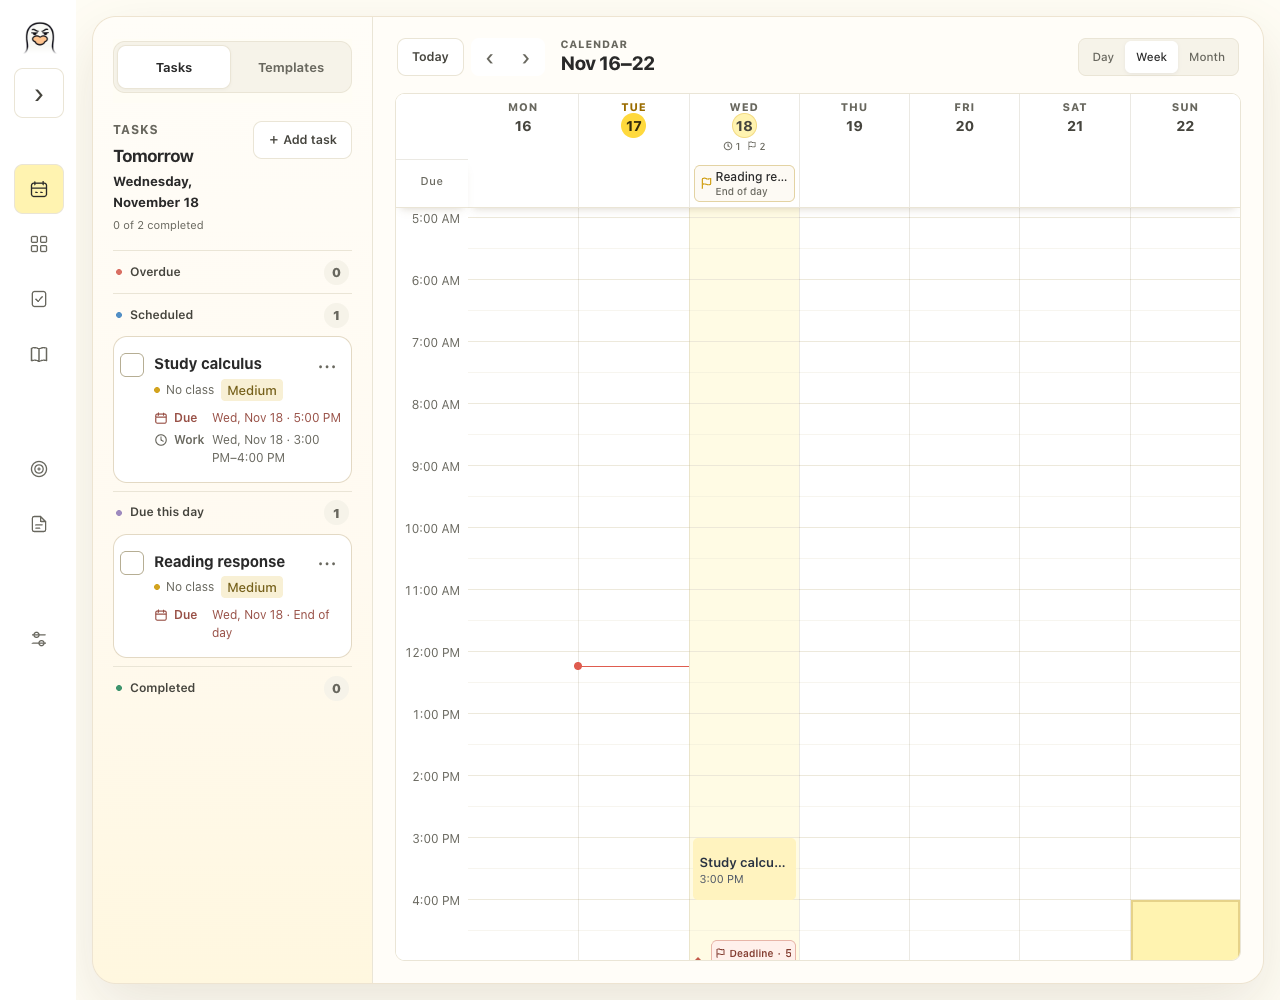 Tasks
Templates
TASKS
+ Add task
Tomorrow
Wednesday,
November 18
0 of 2 completed
Overdue
0
Scheduled
1
Study calculus
No class
Medium
Due
Wed, Nov 18 · 5:00 PM
Work
Wed, Nov 18 · 3:00
PM–4:00 PM
Due this day
1
Reading response
No class
Medium
Due
Wed, Nov 18 · End of
day
Completed
0
Today
CALENDAR
Nov 16–22
Day
Week
Month
MON
16
TUE
17
WED
18
1
2
THU
19
FRI
20
SAT
21
SUN
22
Due
Reading re...
End of day
5:00 AM
6:00 AM
7:00 AM
8:00 AM
9:00 AM
10:00 AM
11:00 AM
12:00 PM
1:00 PM
2:00 PM
3:00 PM
Study calcu...
3:00 PM
4:00 PM
Deadline · 5